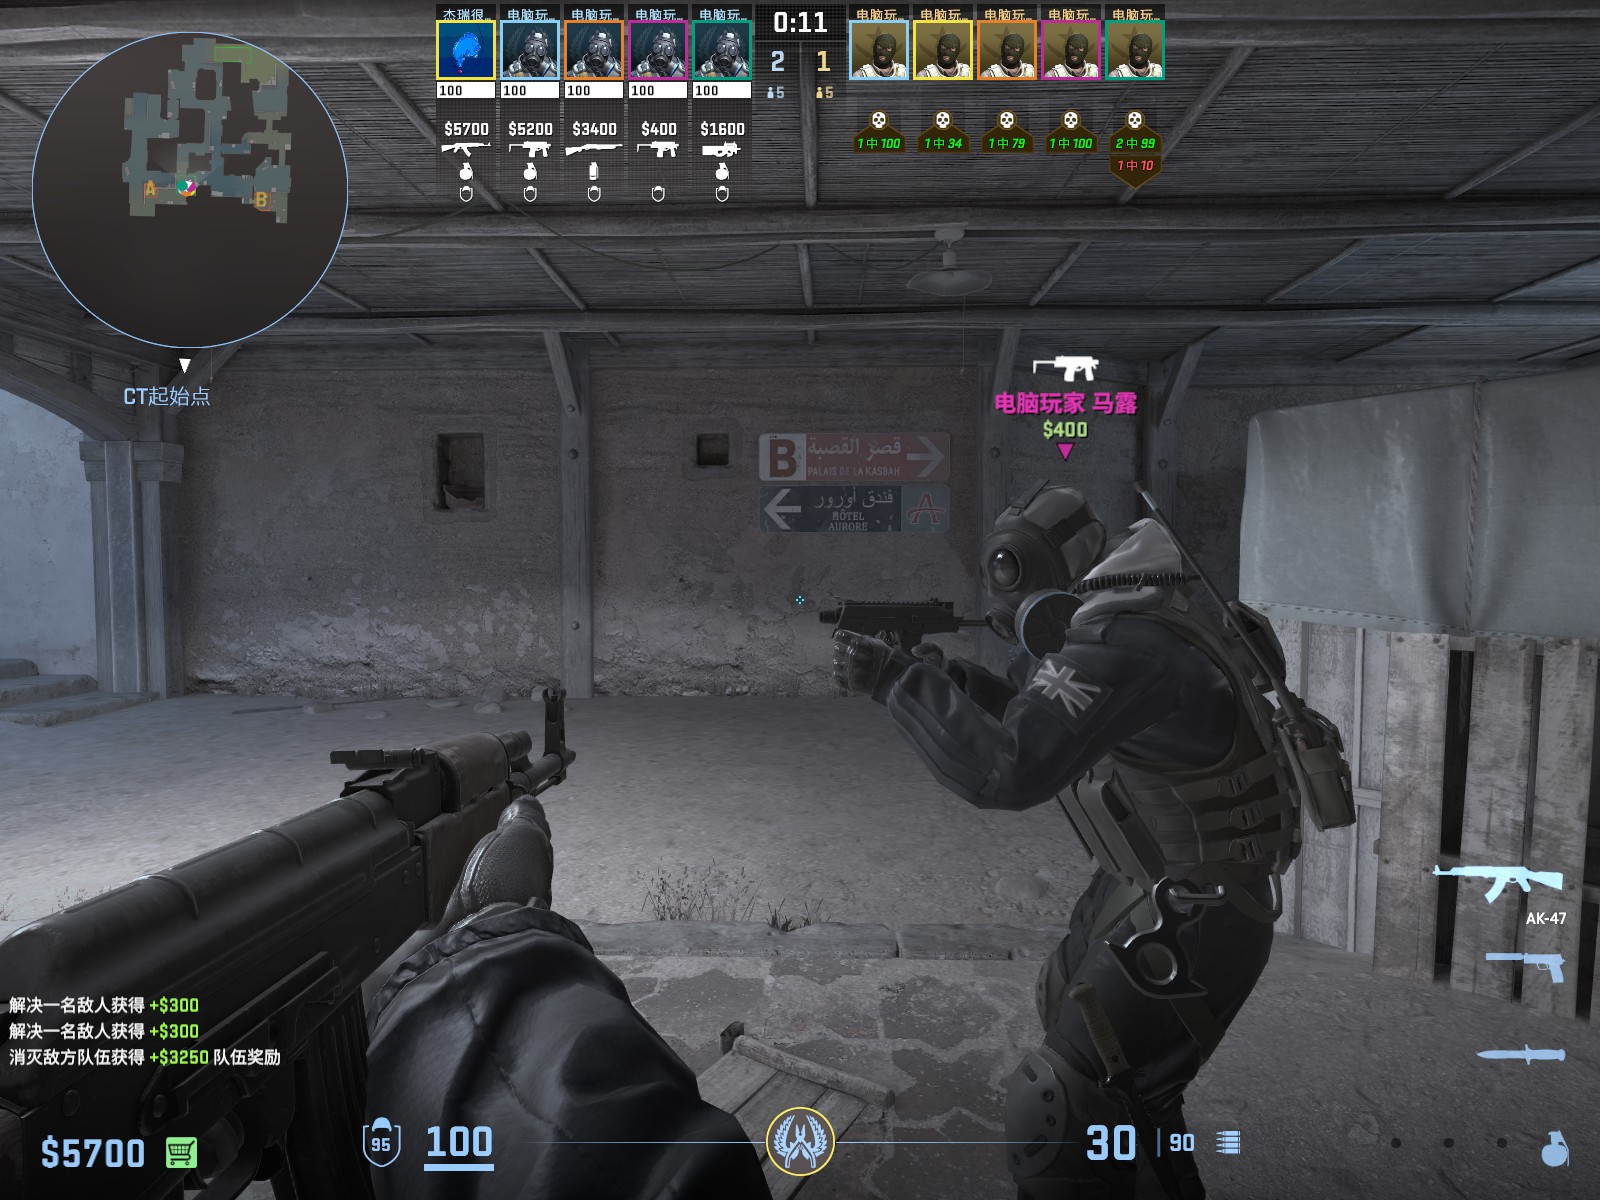 杰瑞很...
电脑玩...
电脑玩...
电脑玩...
电脑玩...
0:11
电脑玩...
电脑玩...
电脑玩...
电脑玩...
电脑玩...
2
1
5
5
100
100
100
100
100
$5700
$5200
$3400
$400
$1600
1中100
1中34
1中79
1中100
2中99
1中10
A
B
CT起始点
电脑玩家 马露
$400
B
قصر القصبة
PALAIS DE LA KASBAH
فندق أورور
HÔTEL
AURORE
A
AK-47
解决一名敌人获得 +$300
解决一名敌人获得 +$300
消灭敌方队伍获得 +$3250 队伍奖励
$5700
95
100
30
90